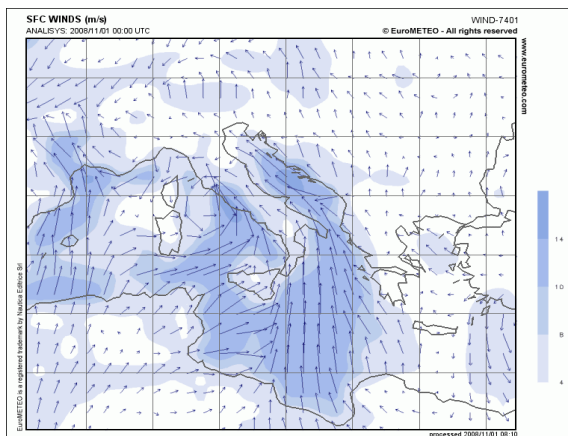 SFC WINDS (m/s)
WIND-7401
ANALISYS: 2008/11/01 00:00 UTC
© EuroMETEO - All rights reserved
www.eurometeo.com
EuroMETEO is a registered trademark by Nautica Editrice Srl
14
10
8
4
processed 2008/11/01 08:10